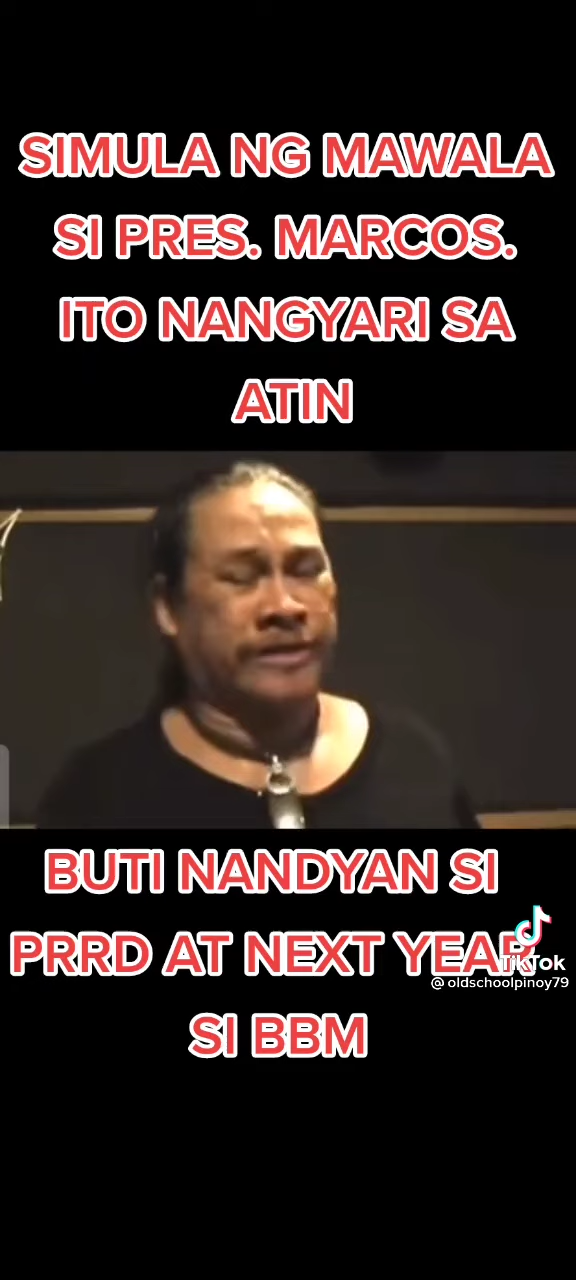 SIMULA NG MAWALA
SI PRES. MARCOS.
ITO NANGYARI SA
ATIN
BUTI NANDYAN SI
PRRD AT NEXT YEAR
SI BBM
TikTok
@oldschoolpinoy79